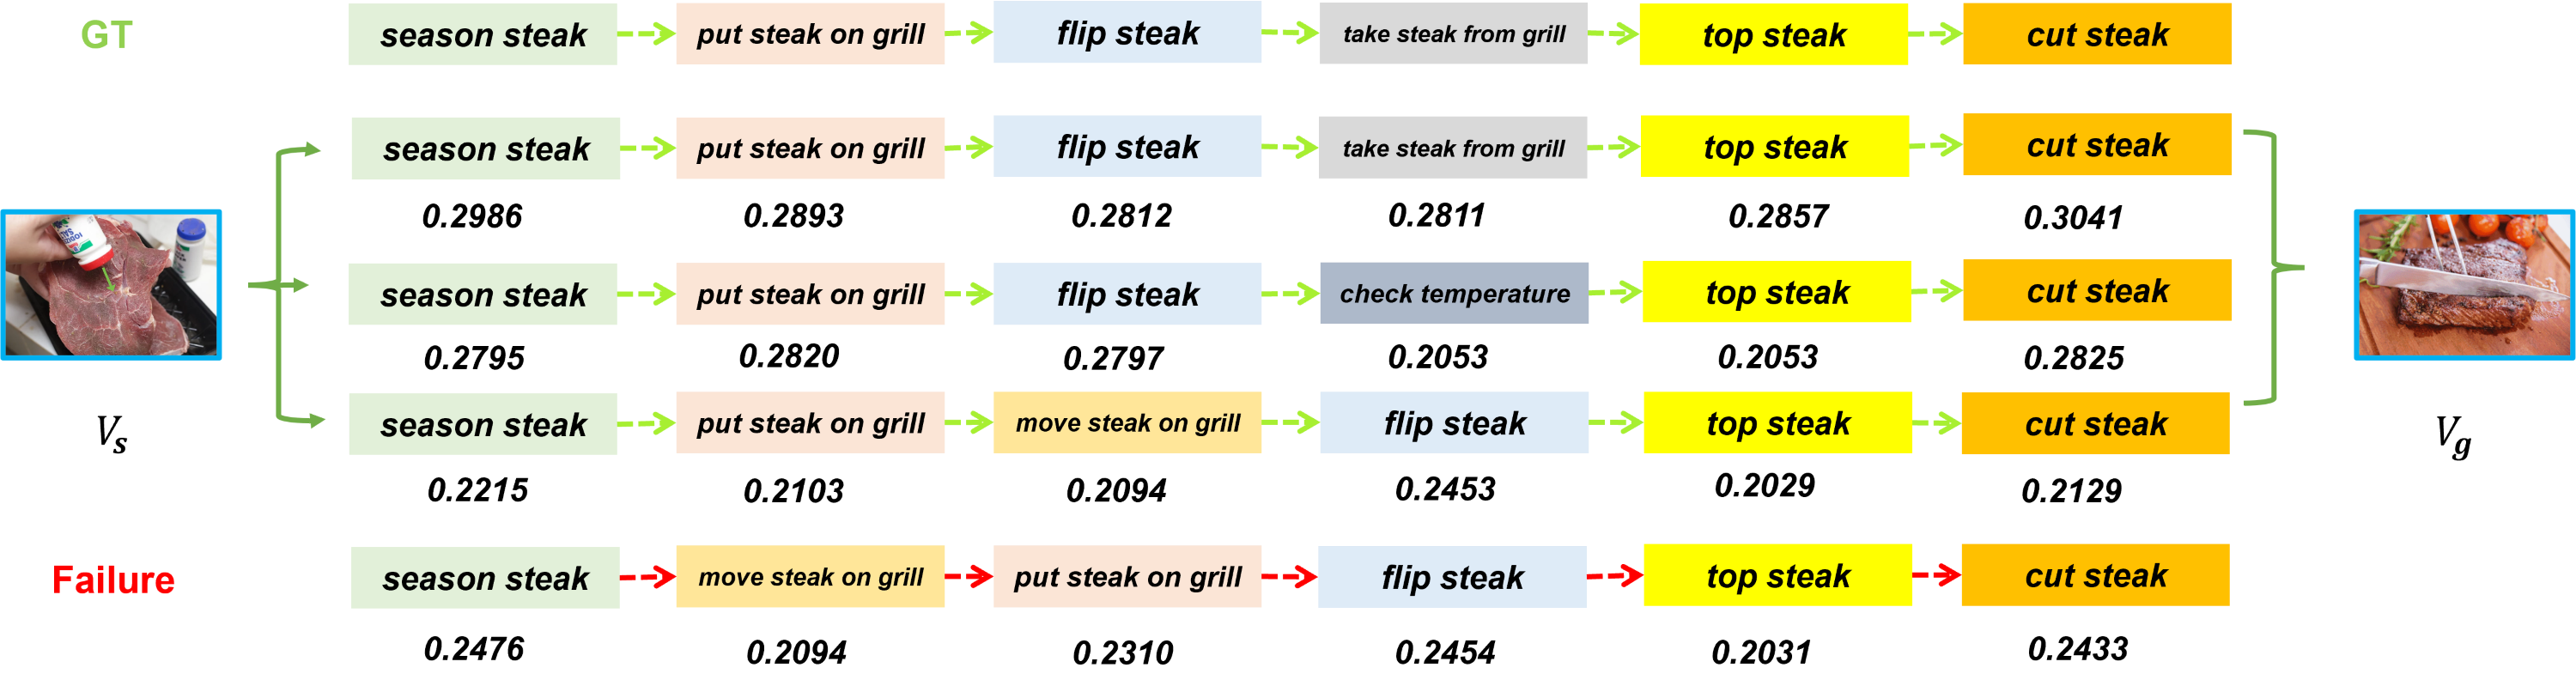 GT season steak put steak on grill flip steak take steak from grill top steak cut steak
season steak put steak on grill flip steak take steak from grill top steak cut steak
0.2986 0.2893 0.2812 0.2811 0.2857 0.3041
season steak put steak on grill flip steak check temperature top steak cut steak
0.2795 0.2820 0.2797 0.2053 0.2053 0.2825
season steak put steak on grill move steak on grill flip steak top steak cut steak
Vs Vg
0.2215 0.2103 0.2094 0.2453 0.2029 0.2129
Failure season steak move steak on grill put steak on grill flip steak top steak cut steak
0.2476 0.2094 0.2310 0.2454 0.2031 0.2433